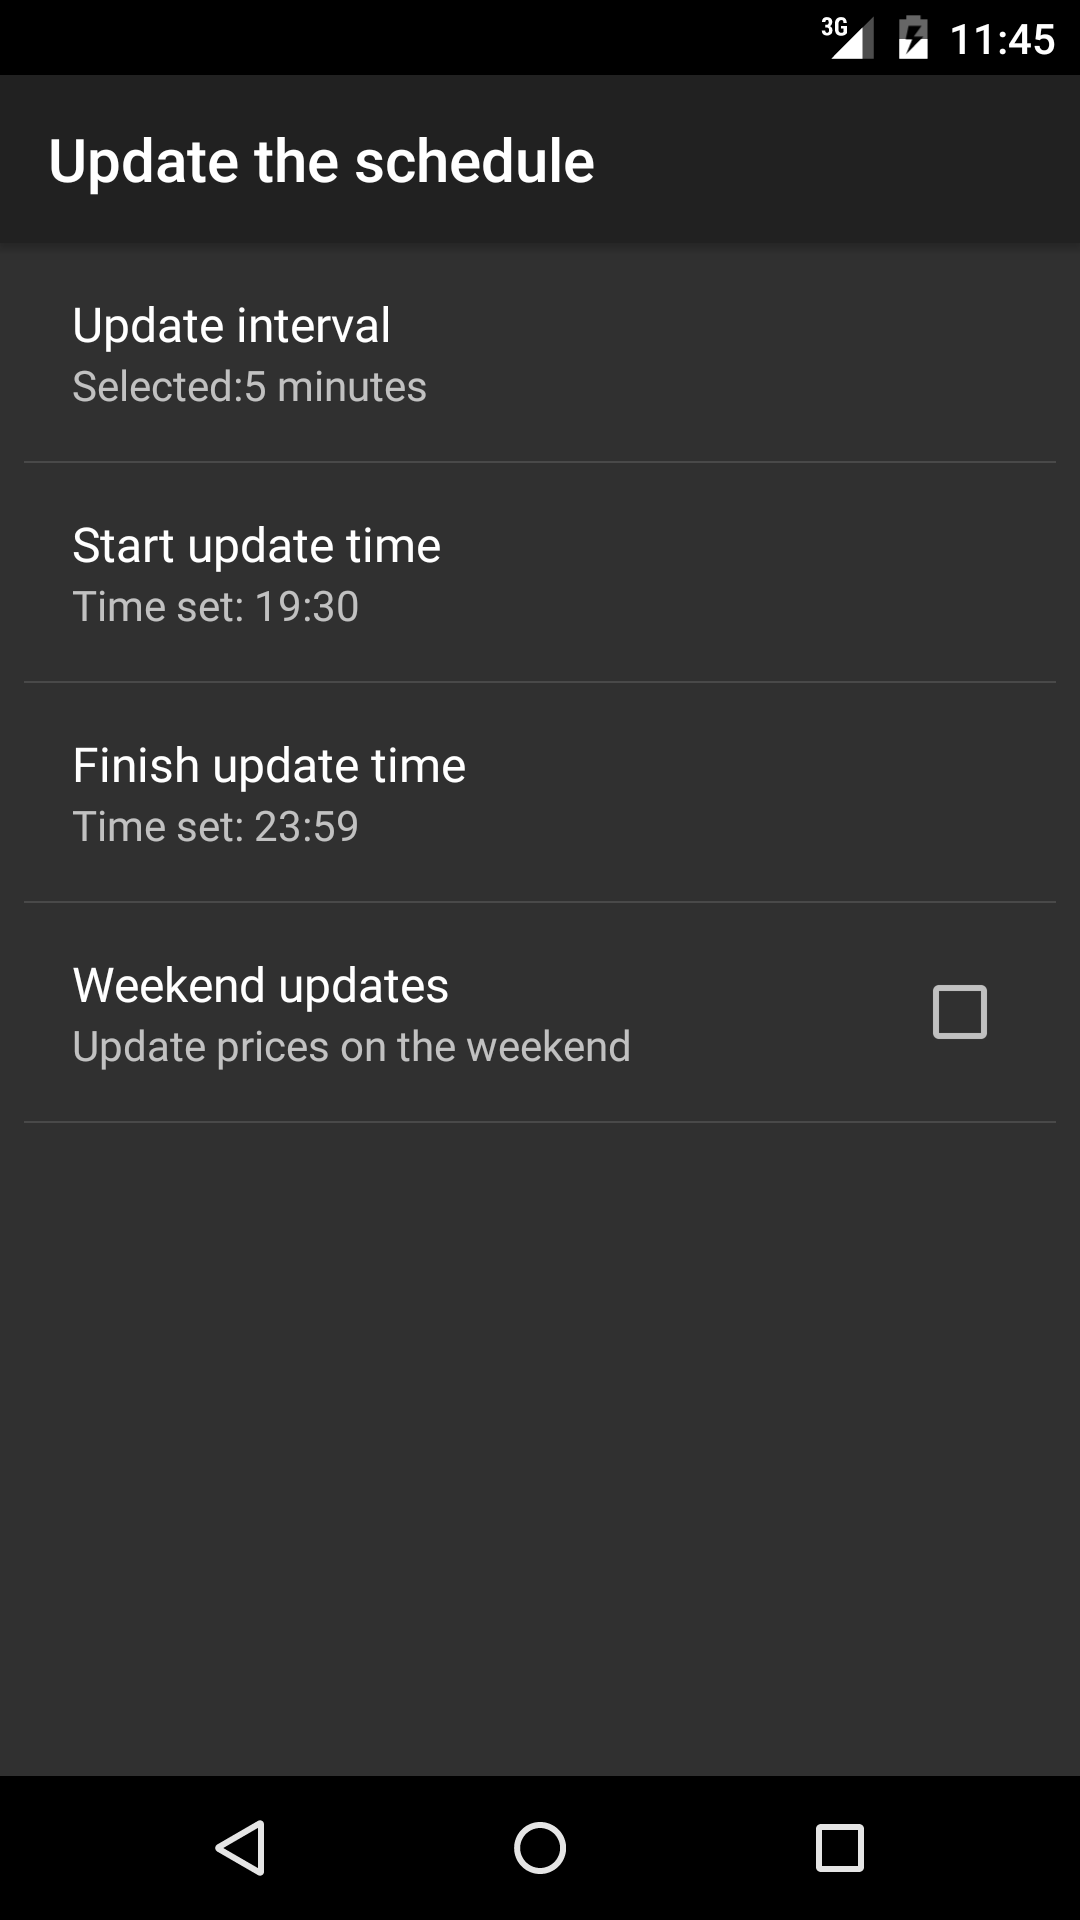 3G 11:45
Update the schedule
Update interval
Selected:5 minutes
Start update time
Time set: 19:30
Finish update time
Time set: 23:59
Weekend updates
Update prices on the weekend